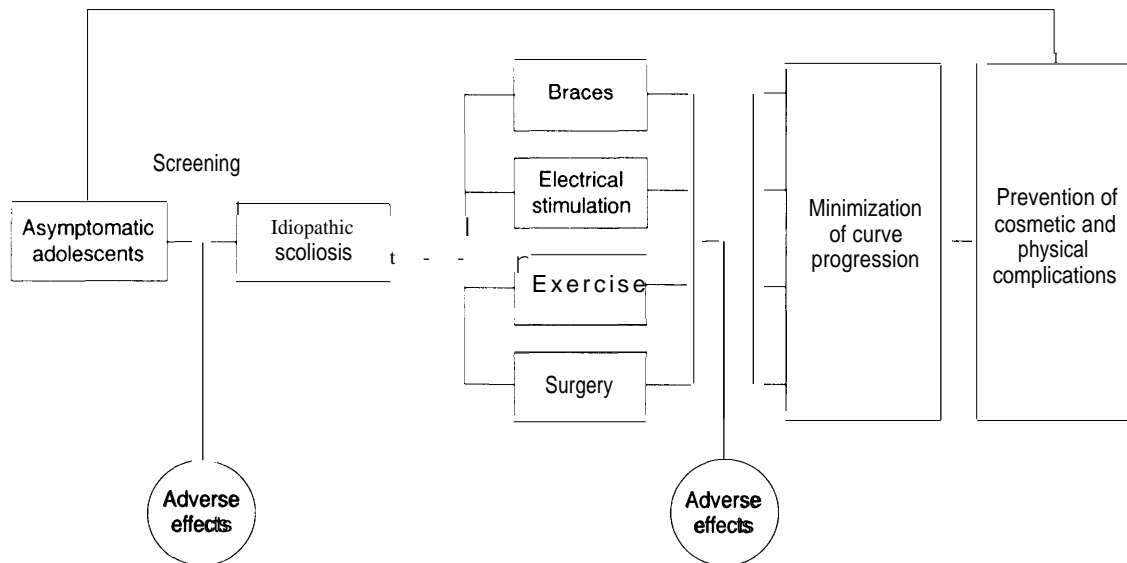 Screening
Asymptomatic
adolescents
Idiopathic
scoliosis
Braces
Electrical
stimulation
Exercise
Surgery
Minimization
of curve
progression
Prevention of
cosmetic and
physical
complications
Adverse
effects
Adverse
effects